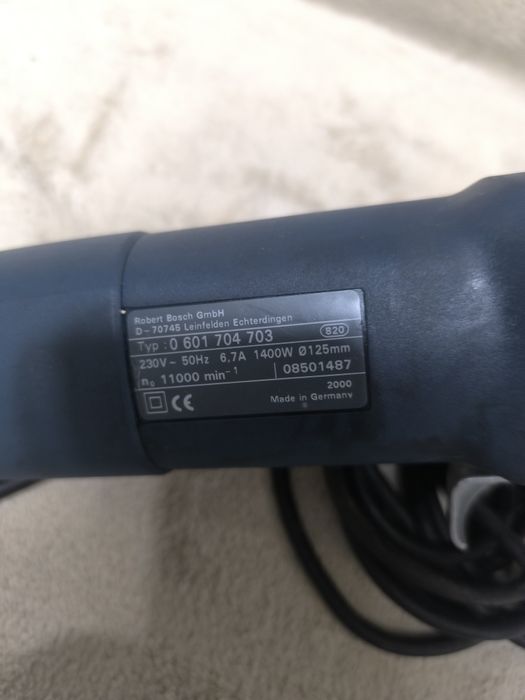 Robert Bosch GmbH
D-70745 Leinfelden Echterdingen
Typ : 0 601 704 703 820
230V ~ 50Hz 6.7A 1400W Ø125mm
n₀ 11000 min⁻¹ 08501487
2000
CE Made in Germany